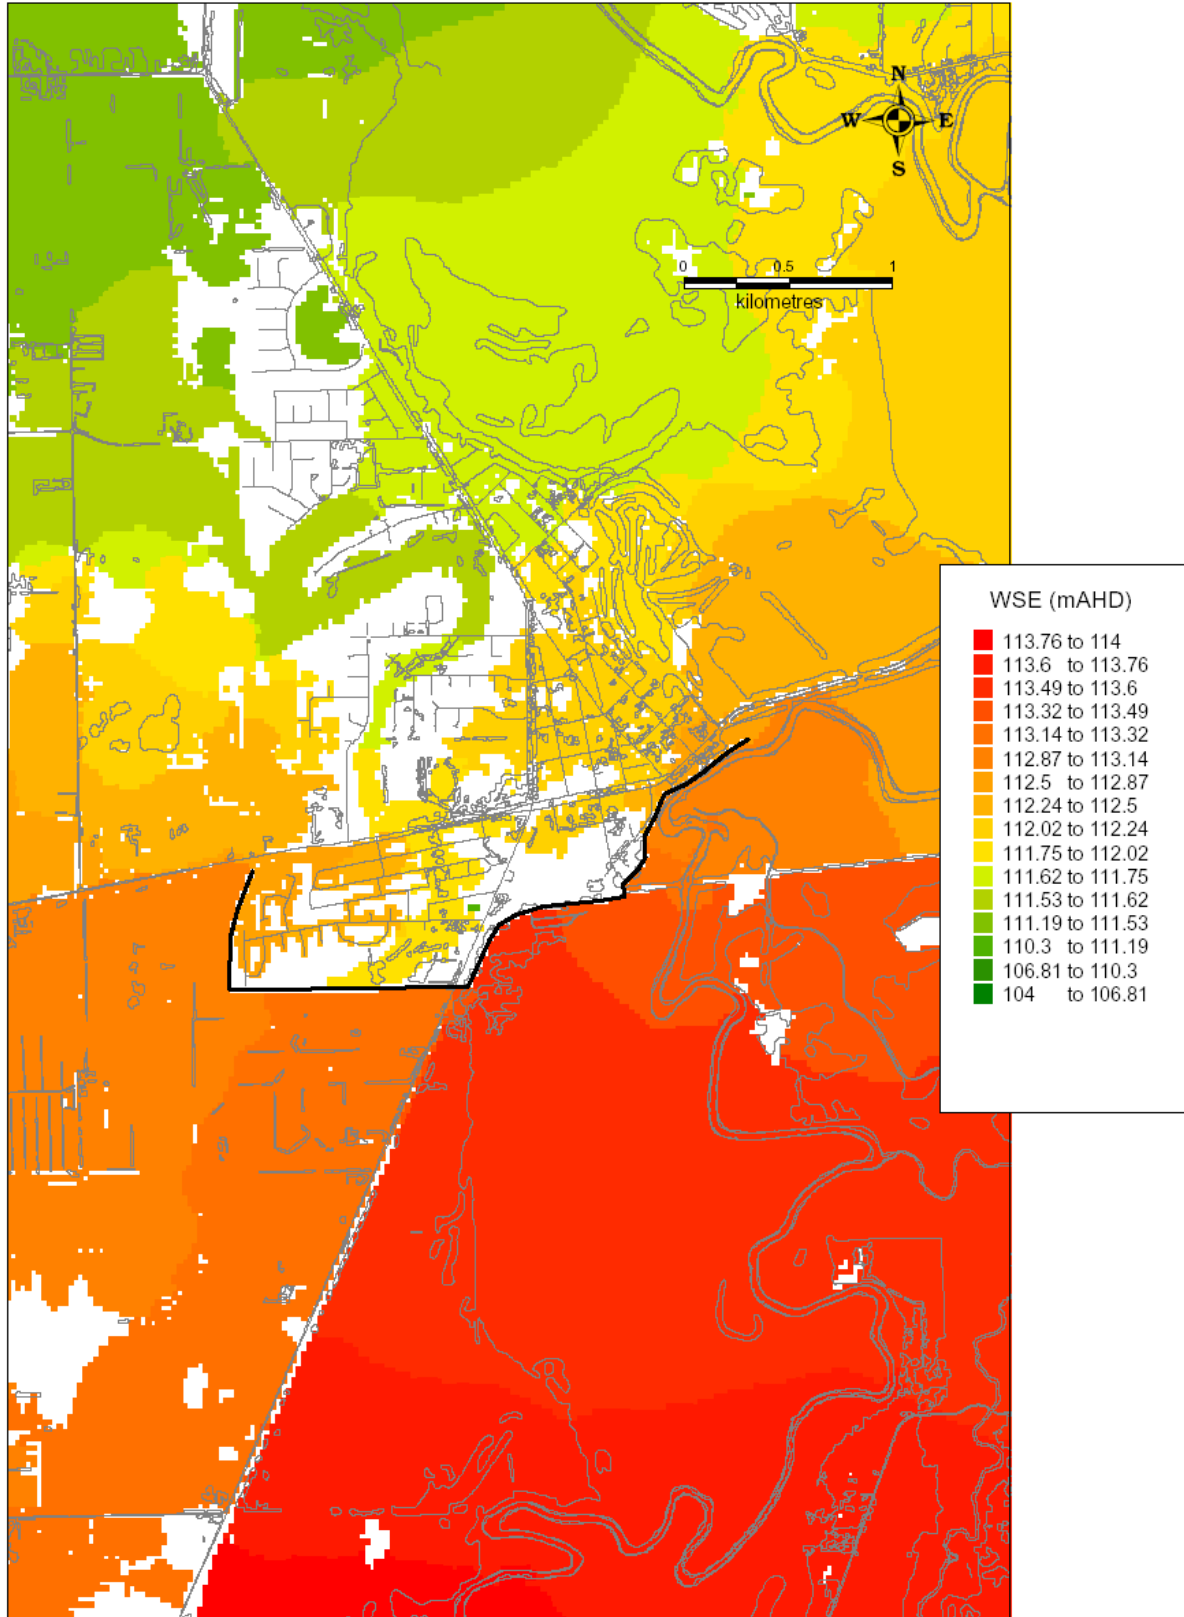 N
W E
S
0 0.5 1
kilometres
WSE (mAHD)
113.76 to 114
113.6 to 113.76
113.49 to 113.6
113.32 to 113.49
113.14 to 113.32
112.87 to 113.14
112.5 to 112.87
112.24 to 112.5
112.02 to 112.24
111.75 to 112.02
111.62 to 111.75
111.53 to 111.62
111.19 to 111.53
110.3 to 111.19
106.81 to 110.3
104 to 106.81